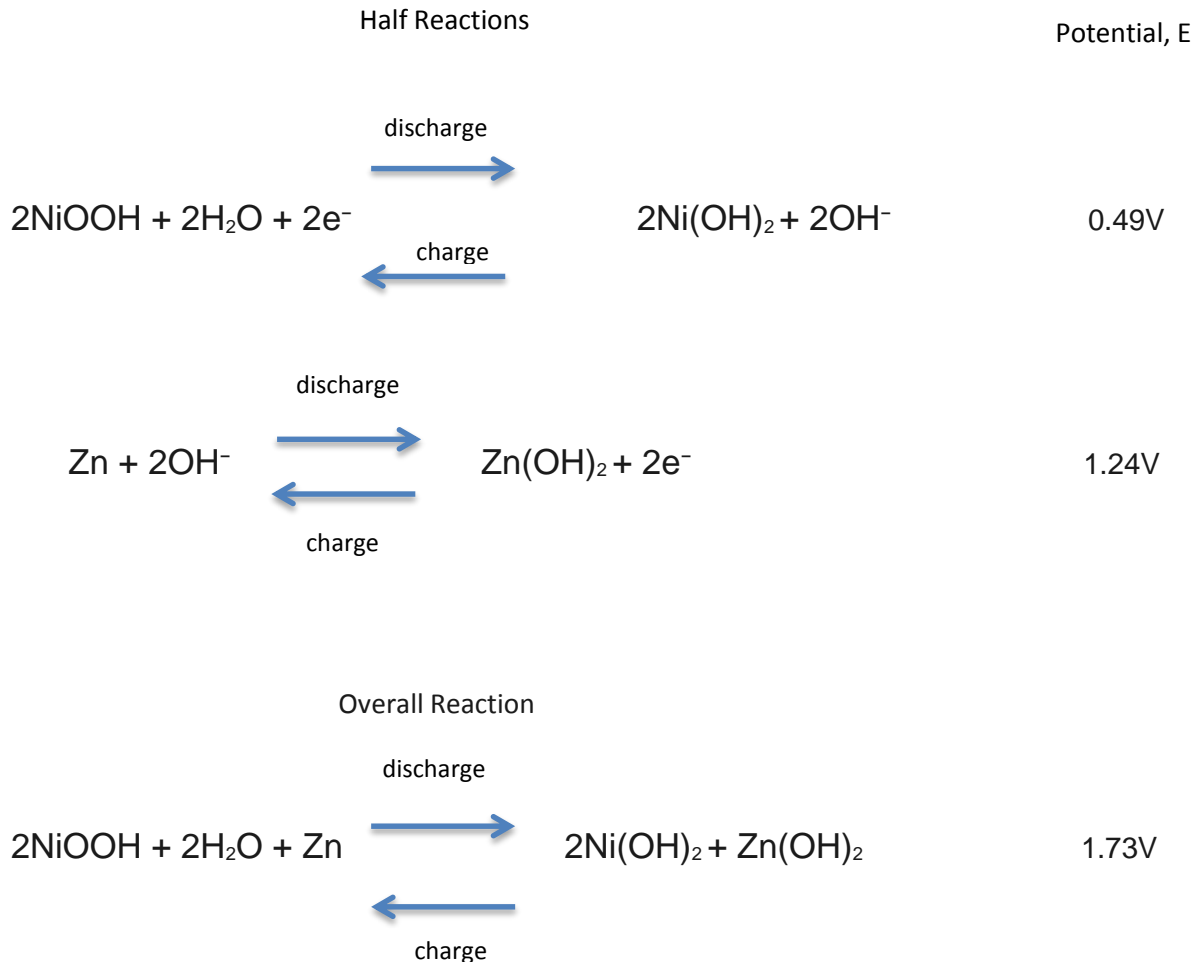 Half Reactions
Potential, E
discharge
2NiOOH + 2H₂O + 2e⁻ 2Ni(OH)₂ + 2OH⁻ 0.49V
charge
discharge
Zn + 2OH⁻ Zn(OH)₂ + 2e⁻ 1.24V
charge
Overall Reaction
discharge
2NiOOH + 2H₂O + Zn 2Ni(OH)₂ + Zn(OH)₂ 1.73V
charge